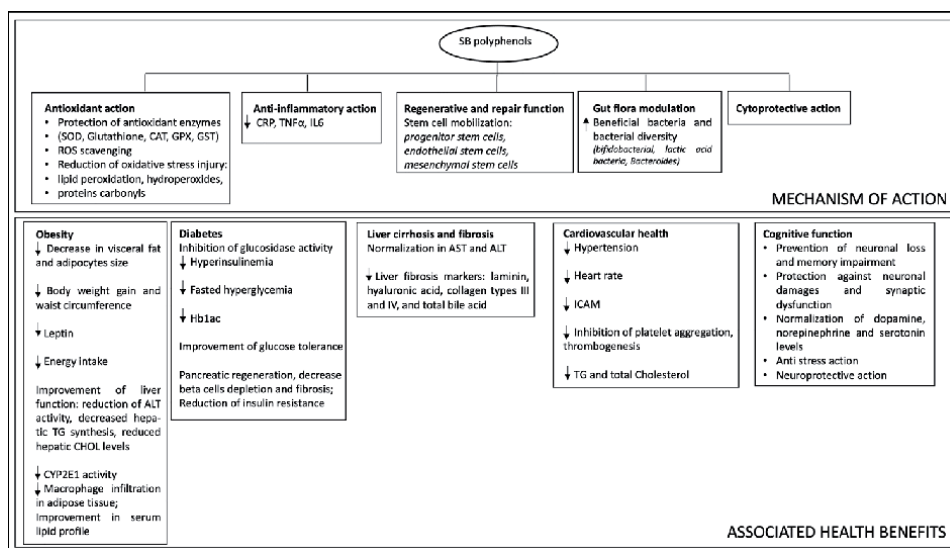 SB polyphenols
Antioxidant action
• Protection of antioxidant enzymes
• (SOD, Glutathione, CAT, GPX, GST)
• ROS scavenging
• Reduction of oxidative stress injury:
• lipid peroxidation, hydroperoxides,
• proteins carbonyls
Anti-inflammatory action
↓ CRP, TNFα, IL6
Regenerative and repair function
Stem cell mobilization:
progenitor stem cells,
endothelial stem cells,
mesenchymal stem cells
Gut flora modulation
↑ Beneficial bacteria and
bacterial diversity
(bifidobacterial, lactic acid
bacteria, Bacteroides)
Cytoprotective action
MECHANISM OF ACTION
Obesity
↓ Decrease in visceral fat
and adipocytes size
↓ Body weight gain and
waist circumference
↓ Leptin
↓ Energy intake
Improvement of liver
function: reduction of ALT
activity, decreased hepa-
tic TG synthesis, reduced
hepatic CHOL levels
↓ CYP2E1 activity
↓ Macrophage infiltration
in adipose tissue;
Improvement in serum
lipid profile
Diabetes
Inhibition of glucosidase activity
↓ Hyperinsulinemia
↓ Fasted hyperglycemia
↓ Hb1ac
Improvement of glucose tolerance
Pancreatic regeneration, decrease
beta cells depletion and fibrosis;
Reduction of insulin resistance
Liver cirrhosis and fibrosis
Normalization in AST and ALT
↓ Liver fibrosis markers: laminin,
hyaluronic acid, collagen types III
and IV, and total bile acid
Cardiovascular health
↓ Hypertension
↓ Heart rate
↓ ICAM
↓ Inhibition of platelet aggregation,
thrombogenesis
↓ TG and total Cholesterol
Cognitive function
• Prevention of neuronal loss
and memory impairment
• Protection against neuronal
damages and synaptic
dysfunction
• Normalization of dopamine,
norepinephrine and serotonin
levels
• Anti stress action
• Neuroprotective action
ASSOCIATED HEALTH BENEFITS